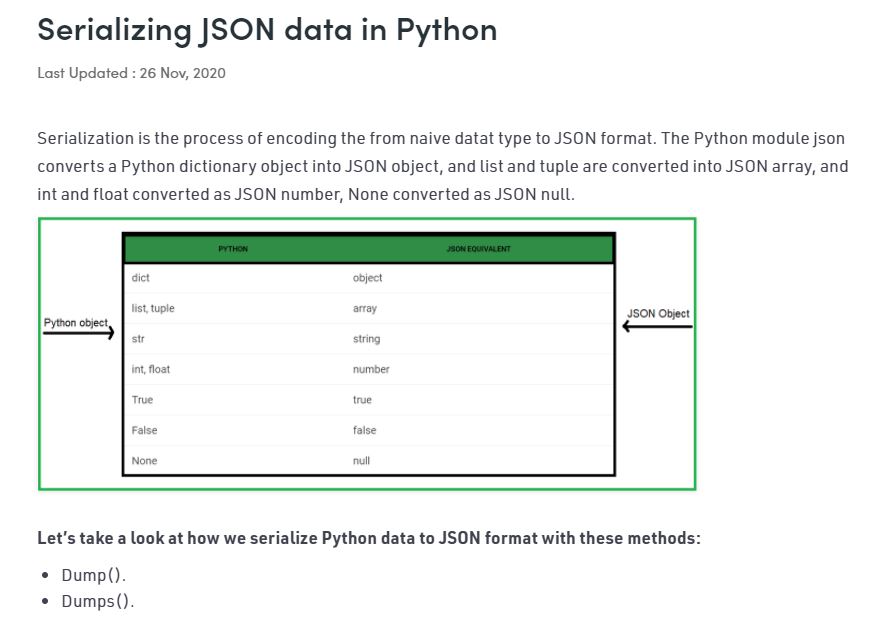 Serializing JSON data in Python
Last Updated : 26 Nov, 2020
Serialization is the process of encoding the from naive datat type to JSON format. The Python module json
converts a Python dictionary object into JSON object, and list and tuple are converted into JSON array, and
int and float converted as JSON number, None converted as JSON null.
PYTHON JSON EQUIVALENT
dict object
list, tuple array
Python object
JSON Object
str string
int, float number
True true
False false
None null
Let's take a look at how we serialize Python data to JSON format with these methods:
• Dump().
• Dumps().